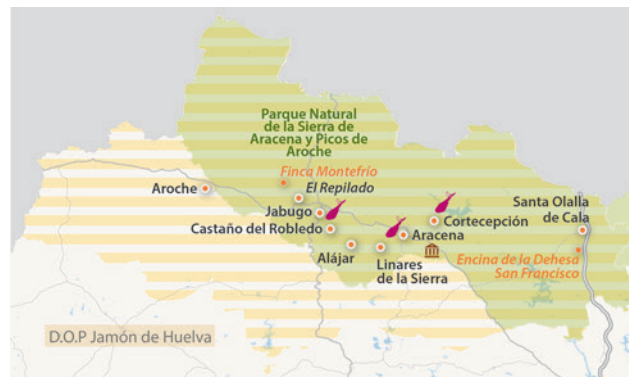 Parque Natural
de la Sierra de
Aracena y Picos de
Aroche
Finca Montefrío
El Repilado
Aroche
Jabugo
Castaño del Robledo
Cortecepción
Aracena
Santa Olalla
de Cala
Alájar
Linares
de la Sierra
Encina de la Dehesa
San Francisco
D.O.P Jamón de Huelva